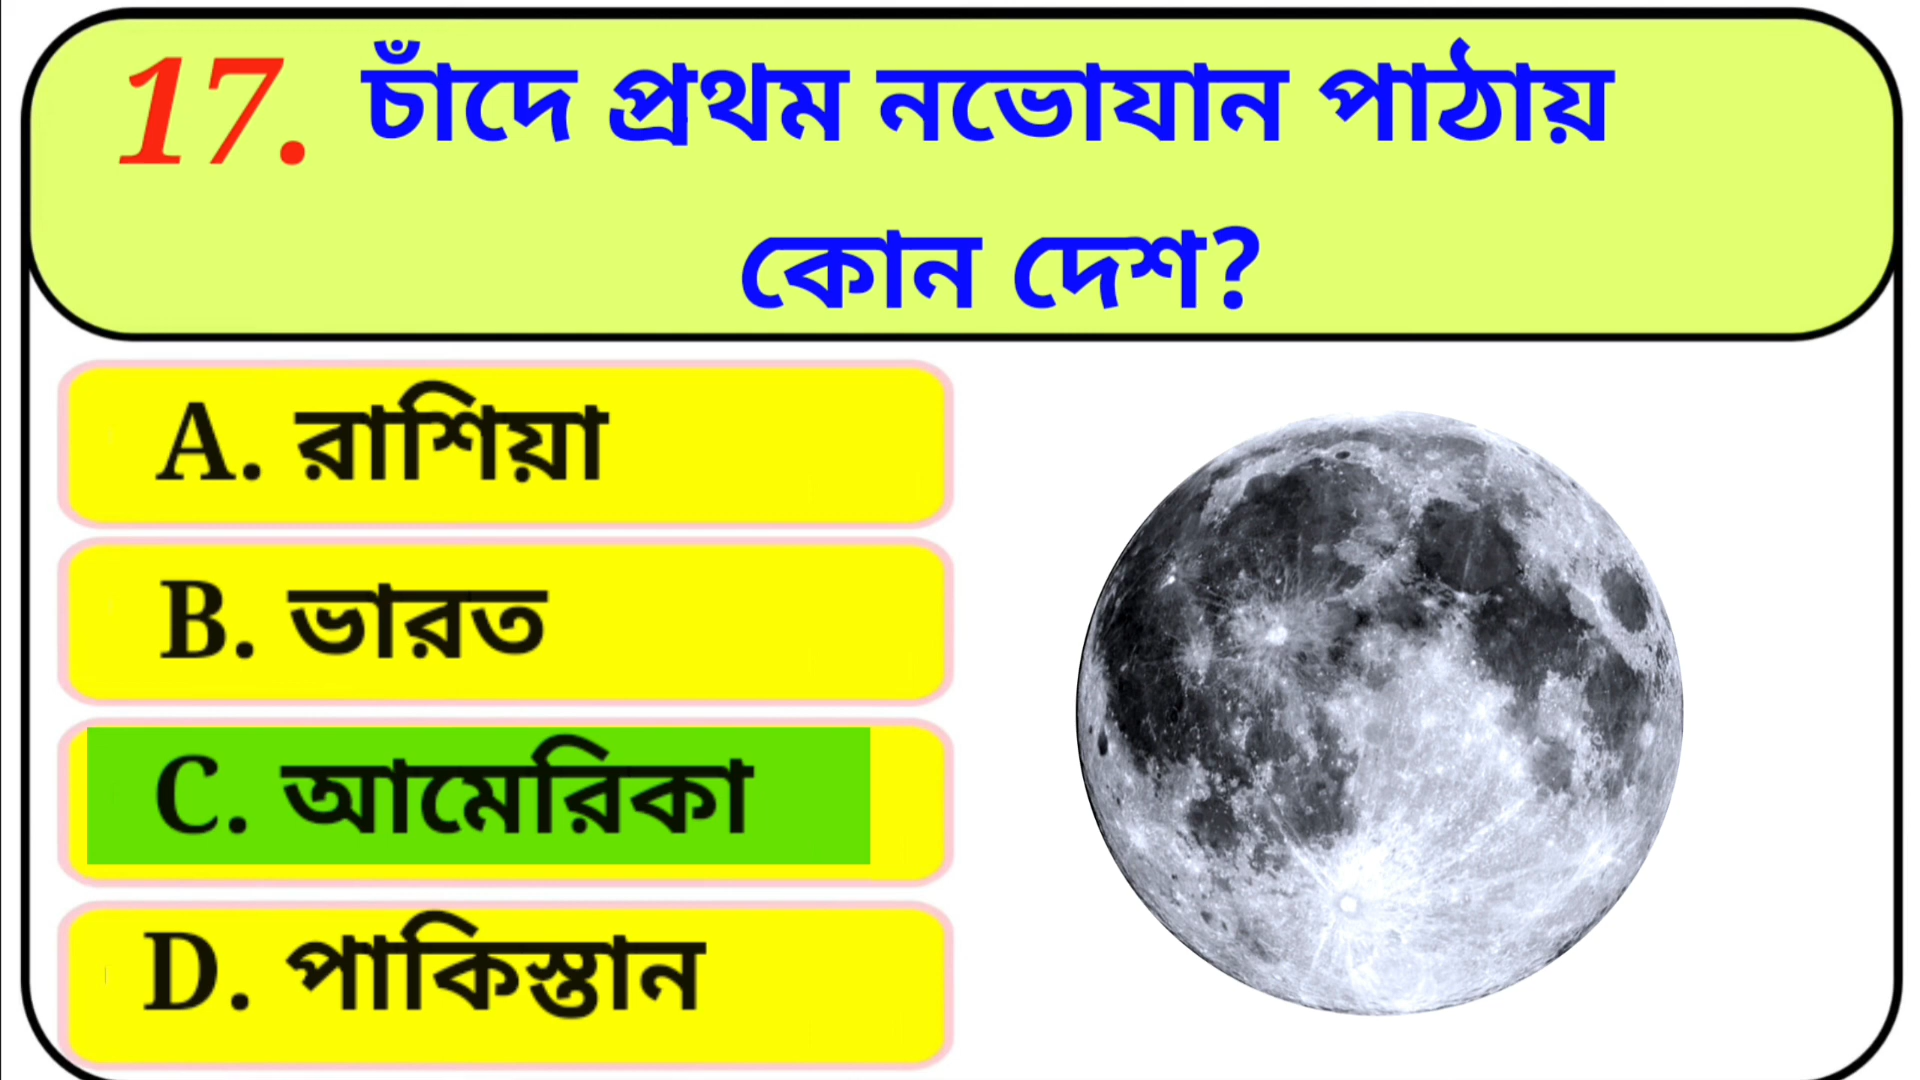 17. চাঁদে প্রথম নভোযান পাঠায়
কোন দেশ?
A. রাশিয়া
B. ভারত
C. আমেরিকা
D. পাকিস্তান